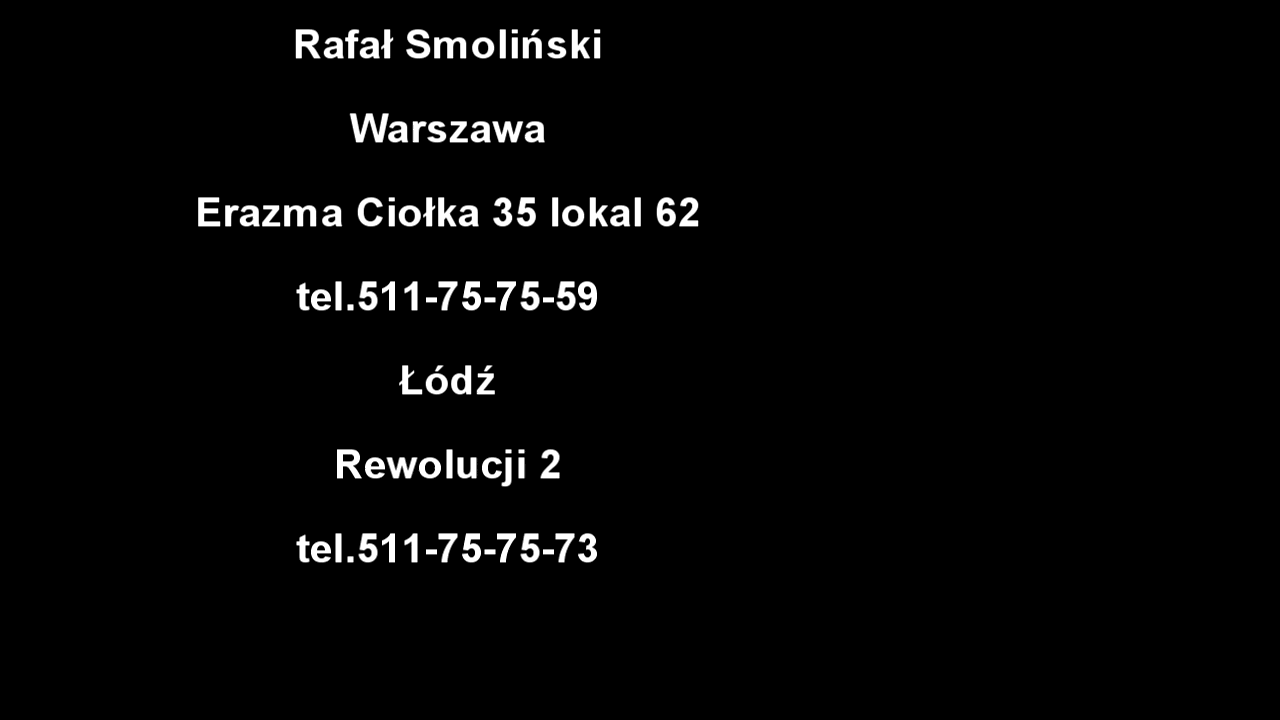 Rafał Smoliński
Warszawa
Erazma Ciołka 35 lokal 62
tel.511-75-75-59
Łódź
Rewolucji 2
tel.511-75-75-73